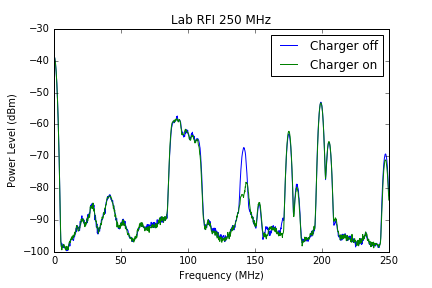 Lab RFI 250 MHz
Charger off
Charger on
Power Level (dBm)
−30
−40
−50
−60
−70
−80
−90
−100
0
50
100
150
200
250
Frequency (MHz)